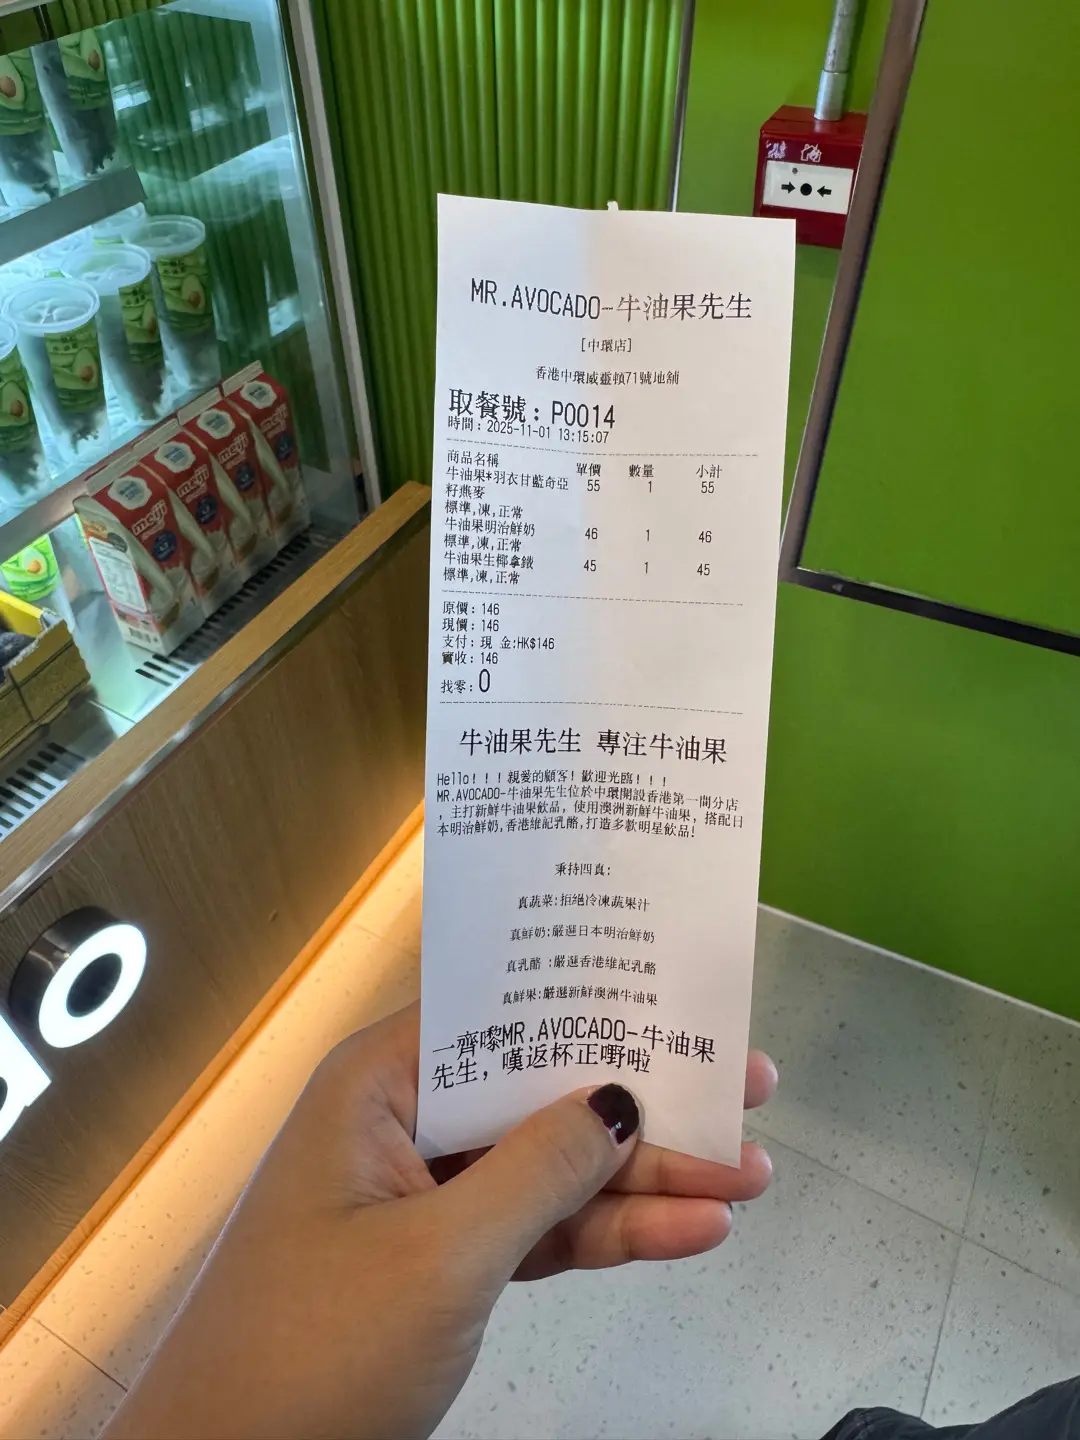 MR.AVOCADO-牛油果先生
[中環店]
香港中環威靈頓71號地舖
取餐號：P0014
時間：2025-11-01 13:15:07
商品名稱 單價 數量 小計
牛油果*羽衣甘藍奇亞 55 1 55
籽燕麥
標準,凍,正常
牛油果明治鮮奶 46 1 46
標準,凍,正常
牛油果生椰拿鐵 45 1 45
標準,凍,正常
原價：146
現價：146
支付：現 金:HK$146
實收：146
找零：0
牛油果先生 專注牛油果
Hello！！！親愛的顧客！歡迎光臨！！！
MR.AVOCADO-牛油果先生位於中環開設香港第一間分店
，主打新鮮牛油果飲品，使用澳洲新鮮牛油果，搭配日
本明治鮮奶,香港維記乳酪,打造多款明星飲品!
秉持四真:
真蔬菜:拒絕冷凍蔬果汁
真鮮奶:嚴選日本明治鮮奶
真乳酪 :嚴選香港維記乳酪
真鮮果:嚴選新鮮澳洲牛油果
一齊嚟MR.AVOCADO-牛油果
先生，嘆返杯正嘢啦
meiji
meiji
meiji
meiji
do